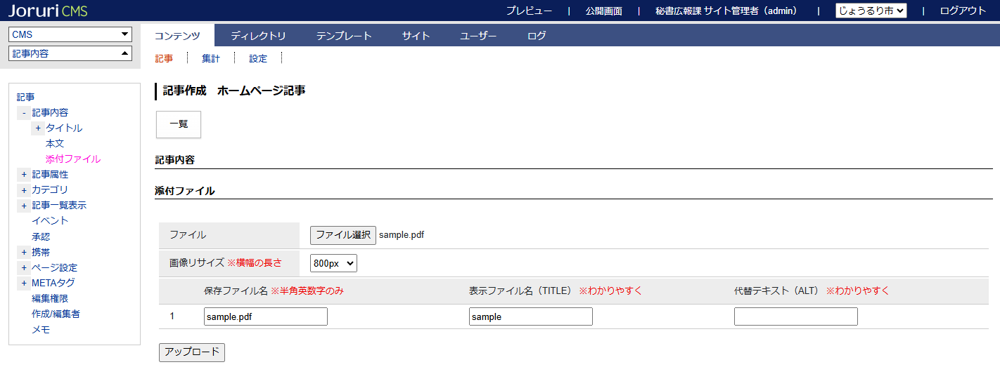 Joruri CMS プレビュー | 公開画面 | 秘書広報課 サイト管理者（admin） | じょうるり市 | ログアウト
CMS
記事内容
コンテンツ ディレクトリ テンプレート サイト ユーザー ログ
記事 集計 設定
記事
- 記事内容
+ タイトル
本文
添付ファイル
+ 記事属性
+ カテゴリ
+ 記事一覧表示
イベント
承認
+ 携帯
+ ページ設定
+ METAタグ
編集権限
作成/編集者
メモ
記事作成 ホームページ記事
一覧
記事内容
添付ファイル
ファイル ファイル選択 sample.pdf
画像リサイズ ※横幅の長さ 800px
保存ファイル名 ※半角英数字のみ 表示ファイル名（TITLE） ※わかりやすく 代替テキスト（ALT） ※わかりやすく
1 sample.pdf sample
アップロード